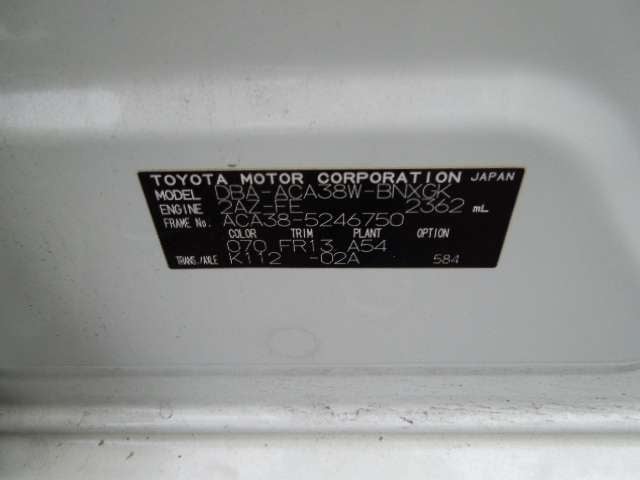 TOYOTA MOTOR CORPORATION JAPAN
MODEL DBA-ACA38W-BNXGK
ENGINE 2AZ-FE 2362 mL
FRAME No. ACA38-5246750
COLOR TRIM PLANT OPTION
070 FR13 A54
TRANS./AXLE K112 -02A 584